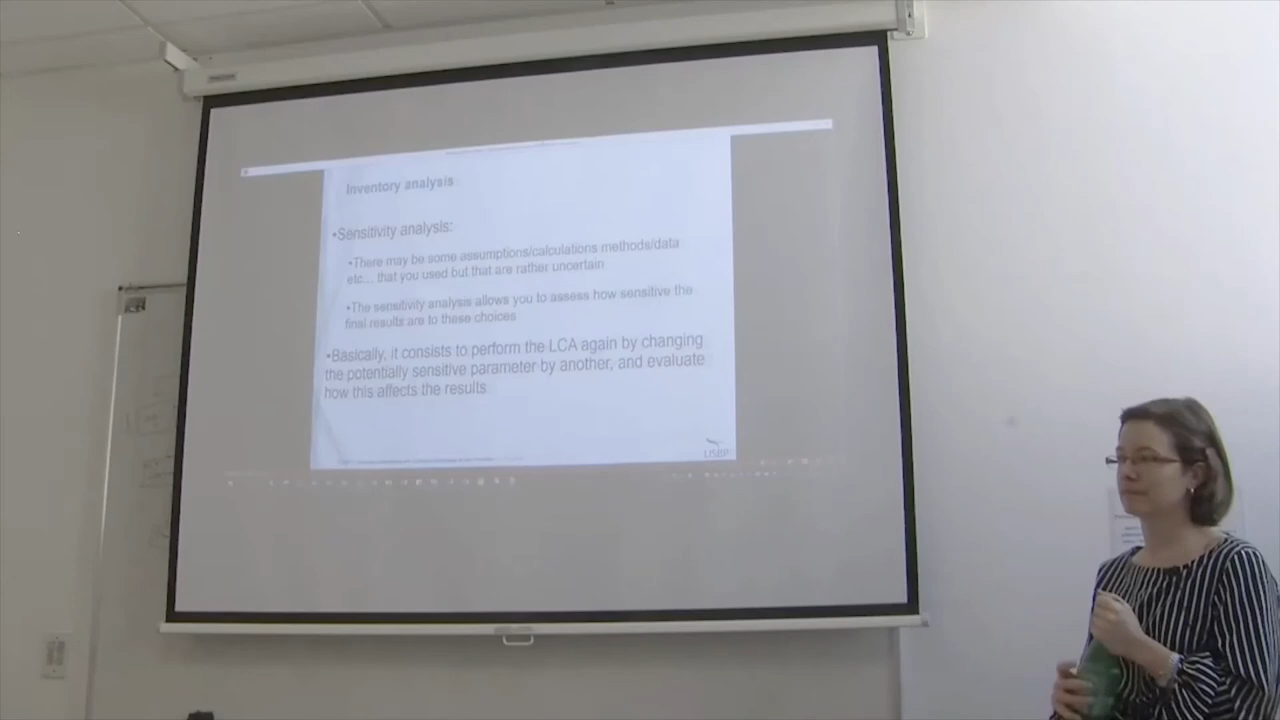 Inventory analysis
•Sensitivity analysis:
•There may be some assumptions/calculations methods/data
etc… that you used but that are rather uncertain
•The sensitivity analysis allows you to assess how sensitive the
final results are to these choices
•Basically, it consists to perform the LCA again by changing
the potentially sensitive parameter by another, and evaluate
how this affects the results